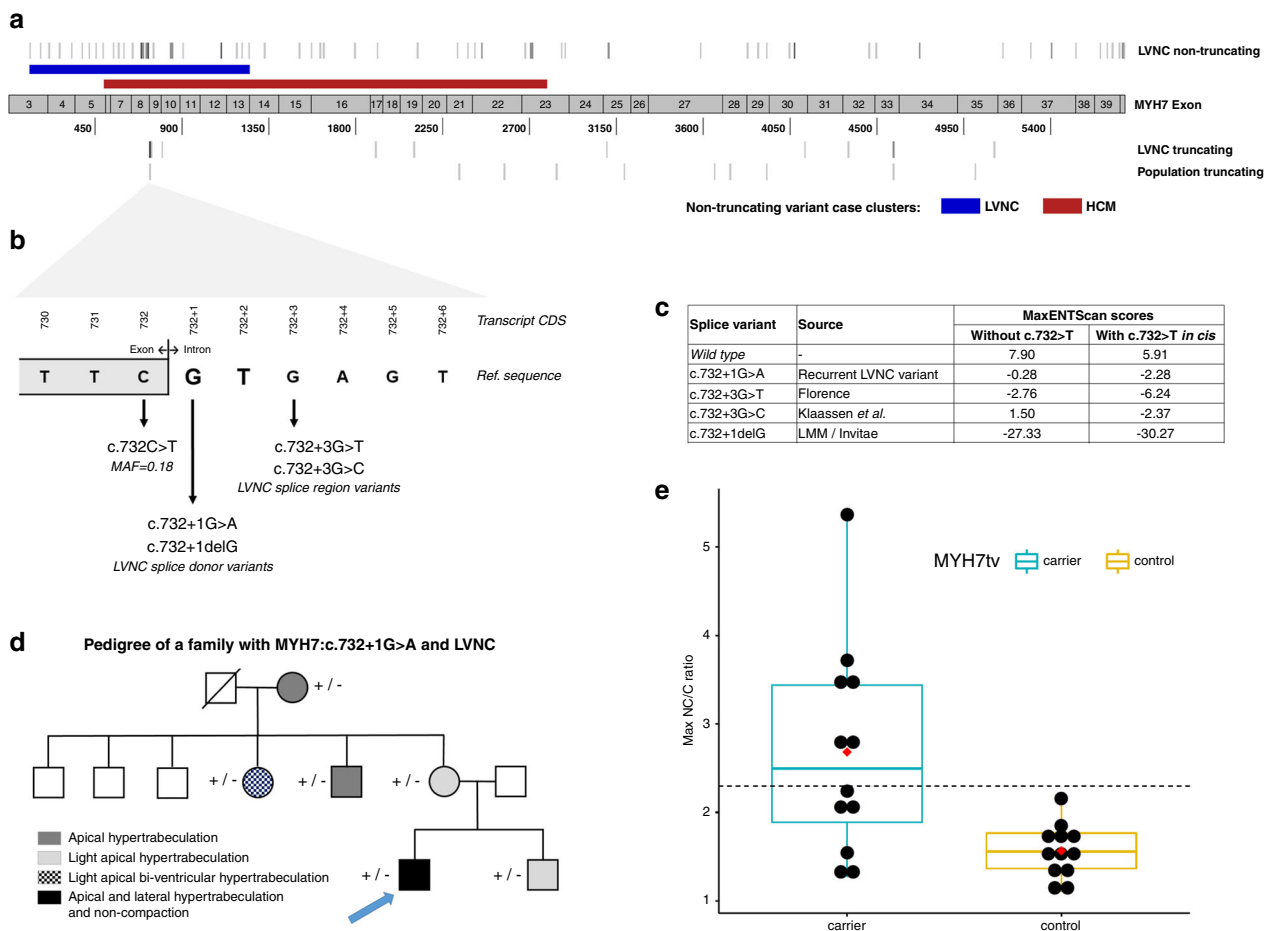 a
LVNC non-truncating
3 4 5 7 8 9 10 11 12 13 14 15 16 17 18 19 20 21 22 23 24 25 26 27 28 29 30 31 32 33 34 35 36 37 38 39 MYH7 Exon
450 900 1350 1800 2250 2700 3150 3600 4050 4500 4950 5400
LVNC truncating
Population truncating
Non-truncating variant case clusters: LVNC HCM
b
730 731 732 732+1 732+2 732+3 732+4 732+5 732+6 Transcript CDS
Exon Intron
T T C G T G A G T Ref. sequence
c.732C>T
MAF=0.18
c.732+3G>T
c.732+3G>C
LVNC splice region variants
c.732+1G>A
c.732+1delG
LVNC splice donor variants
c
Splice variant Source MaxENTScan scores
Without c.732>T With c.732>T in cis
Wild type - 7.90 5.91
c.732+1G>A Recurrent LVNC variant -0.28 -2.28
c.732+3G>T Florence -2.76 -6.24
c.732+3G>C Klaassen et al. 1.50 -2.37
c.732+1delG LMM / Invitae -27.33 -30.27
d
Pedigree of a family with MYH7:c.732+1G>A and LVNC
+ / -
+ / - + / - + / -
Apical hypertrabeculation
Light apical hypertrabeculation
Light apical bi-ventricular hypertrabeculation
Apical and lateral hypertrabeculation
and non-compaction
+ / - + / -
e
MYH7tv carrier control
Max NC/C ratio
5
4
3
2
1
carrier control